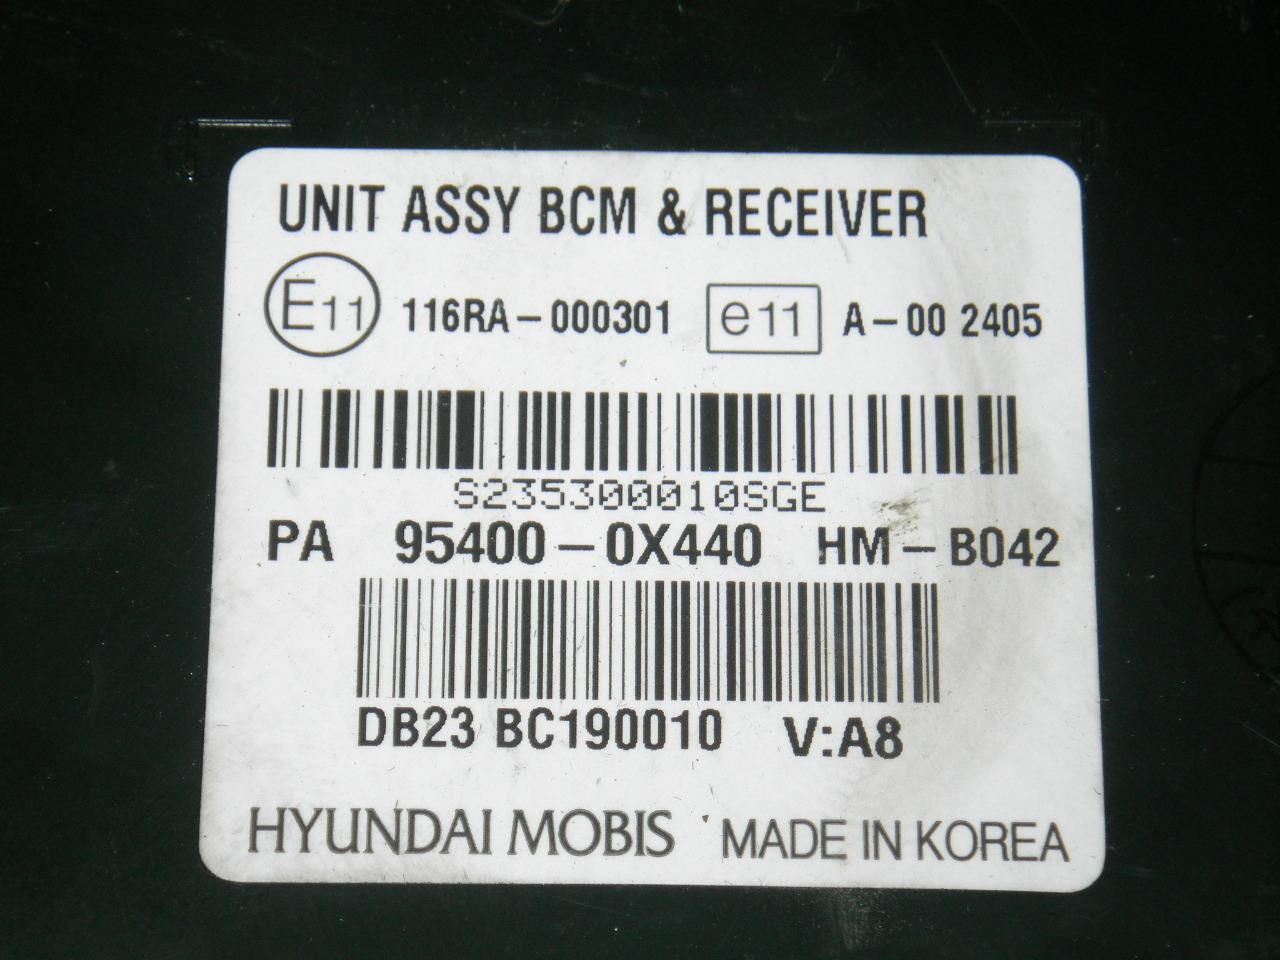 UNIT ASSY BCM & RECEIVER
E11 116RA-000301 e11 A-00 2405
S235300010SGE
PA 95400-0X440 HM-B042
DB23 BC190010 V:A8
HYUNDAI MOBIS MADE IN KOREA